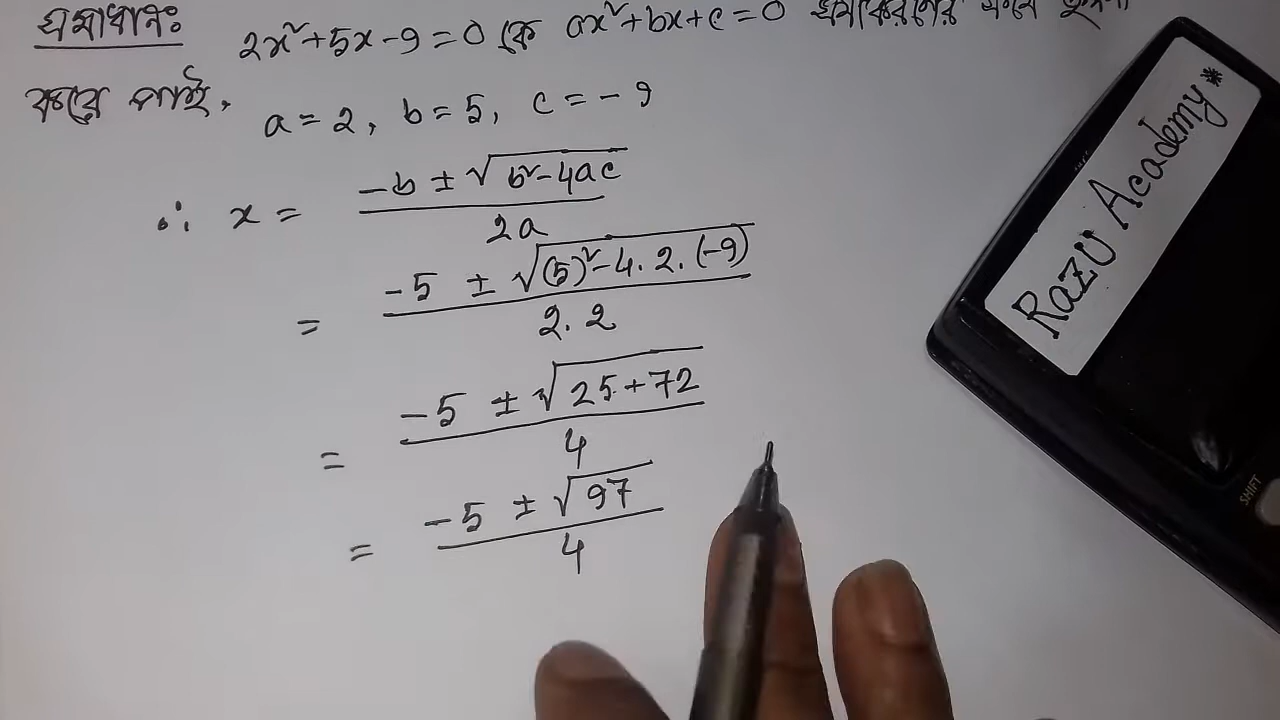 সমাধানঃ 2x²+5x-9=0 কে ax²+bx+c=0 সমীকরণের সাথে তুলনা
করে পাই,
a=2, b=5, c=-9
∴ x = (-b ± √(b²-4ac))/(2a)
= (-5 ± √((5)²-4.2.(-9)))/(2.2)
= (-5 ± √(25+72))/4
= (-5 ± √97)/4
RazU Academy*
SHIFT